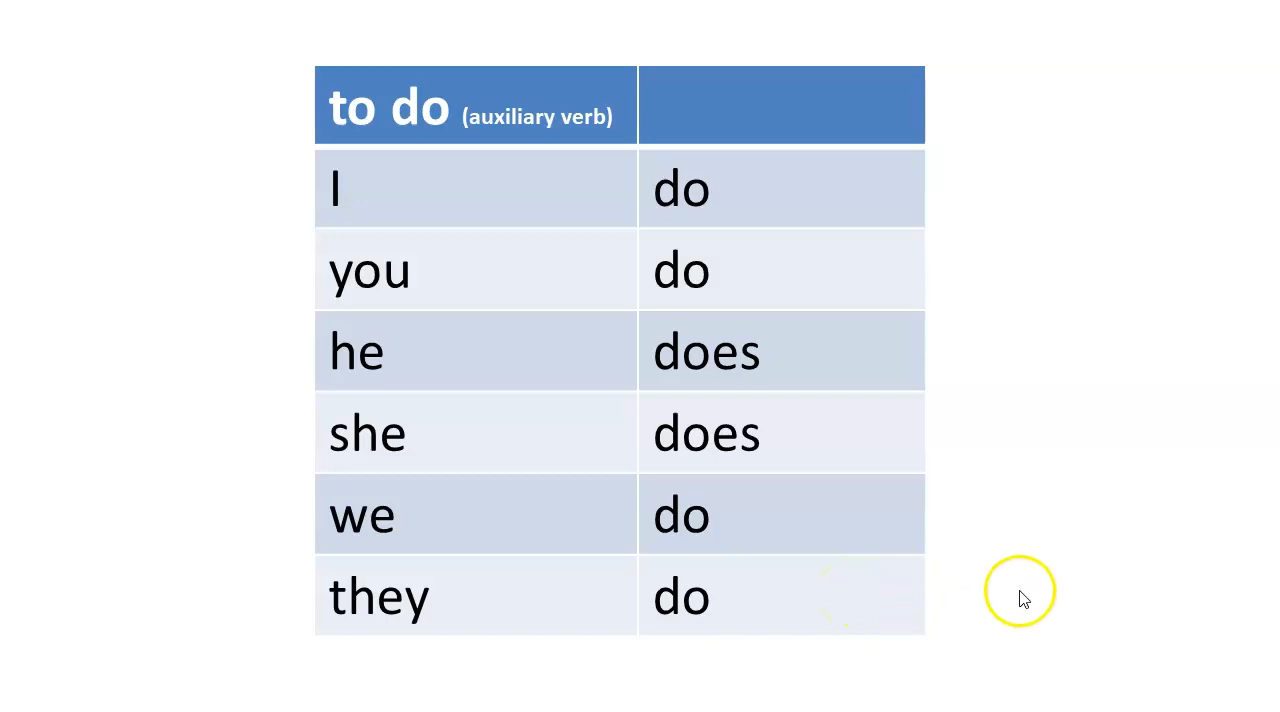 to do (auxiliary verb)
I do
you do
he does
she does
we do
they do